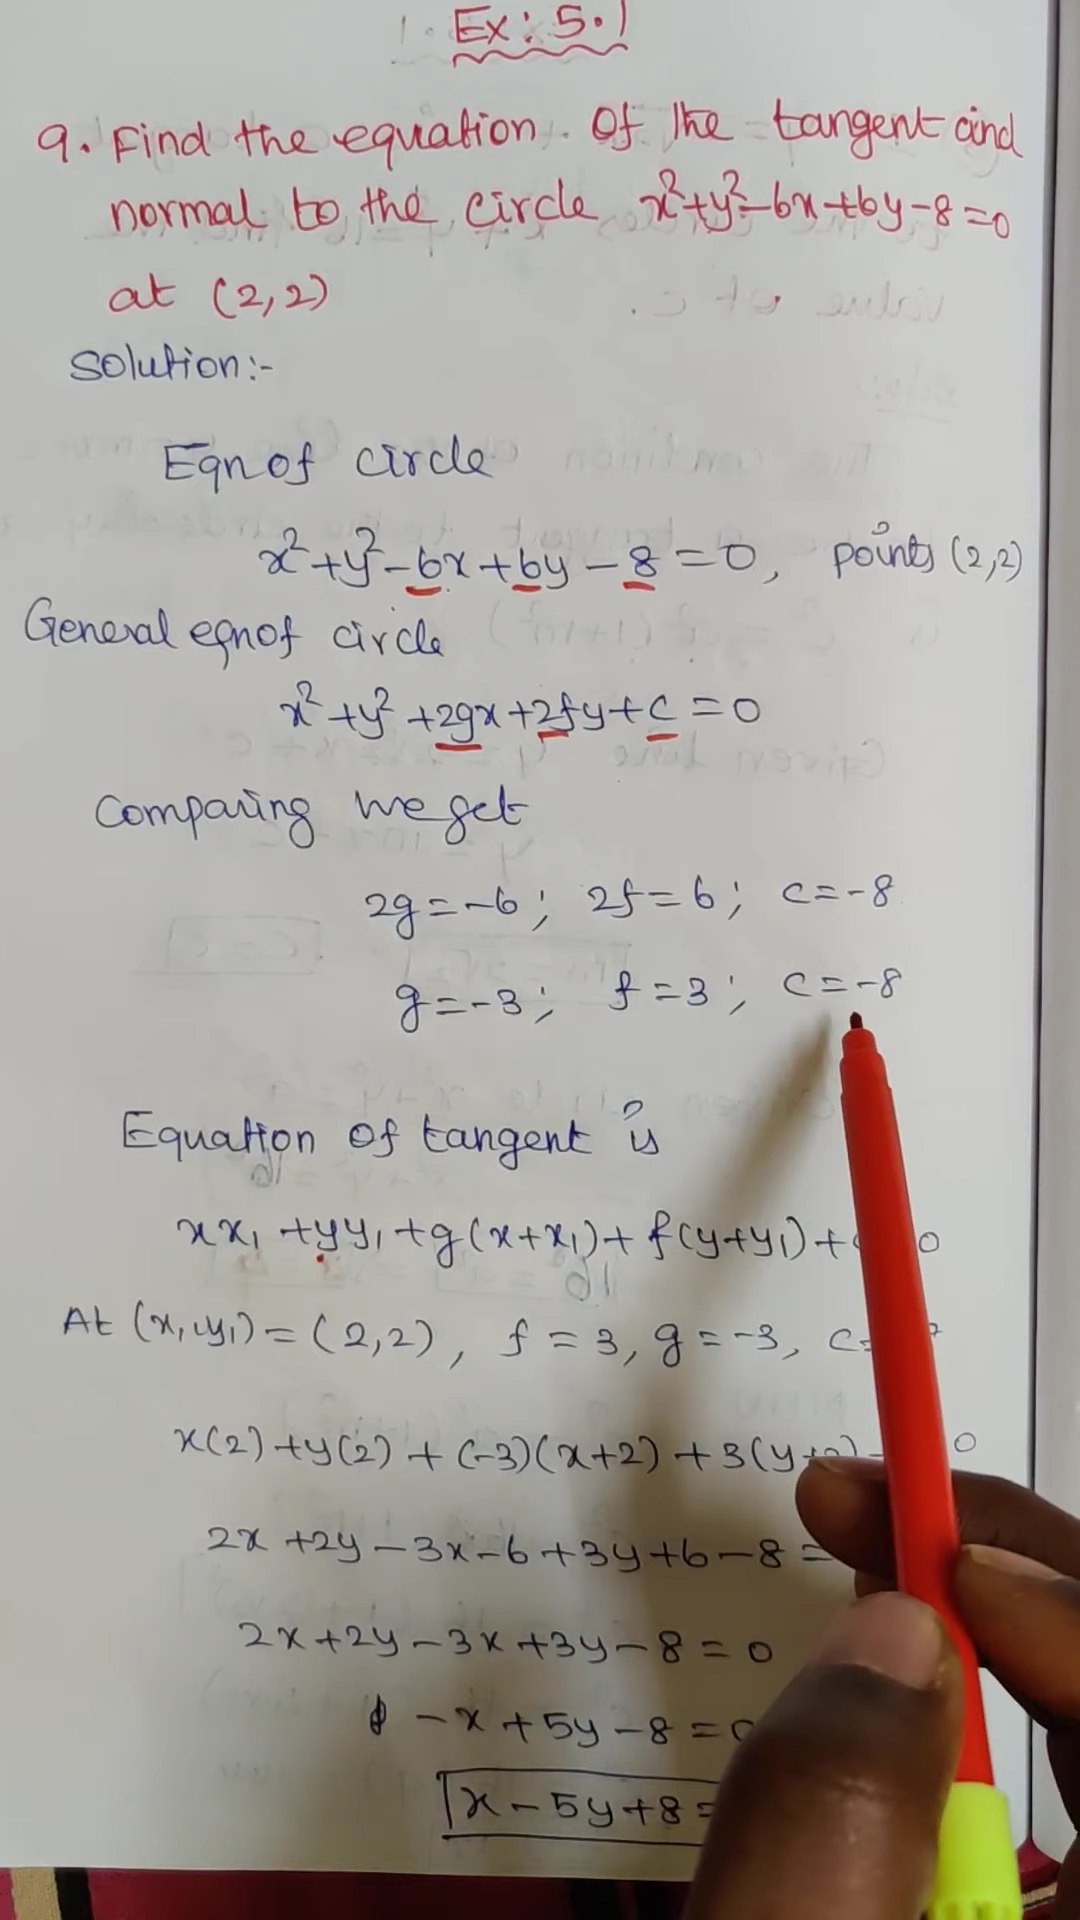 Ex: 5.1
9. Find the equation of the tangent and
normal to the circle x²+y²-6x+6y-8=0
at (2,2)
Solution:-
Eqn of circle
x²+y²-6x+6y-8=0, points (2,2)
General eqn of circle
x²+y²+2gx+2fy+c=0
Comparing we get
2g=-6; 2f=6; c=-8
g=-3; f=3; c=-8
Equation of tangent is
xx₁+yy₁+g(x+x₁)+f(y+y₁)+ 0
At (x₁,y₁)=(2,2), f=3, g=-3, c=
x(2)+y(2)+(-3)(x+2)+3(y+2)- 0
2x+2y-3x-6+3y+6-8=
2x+2y-3x+3y-8=0
-x+5y-8=0
x-5y+8=